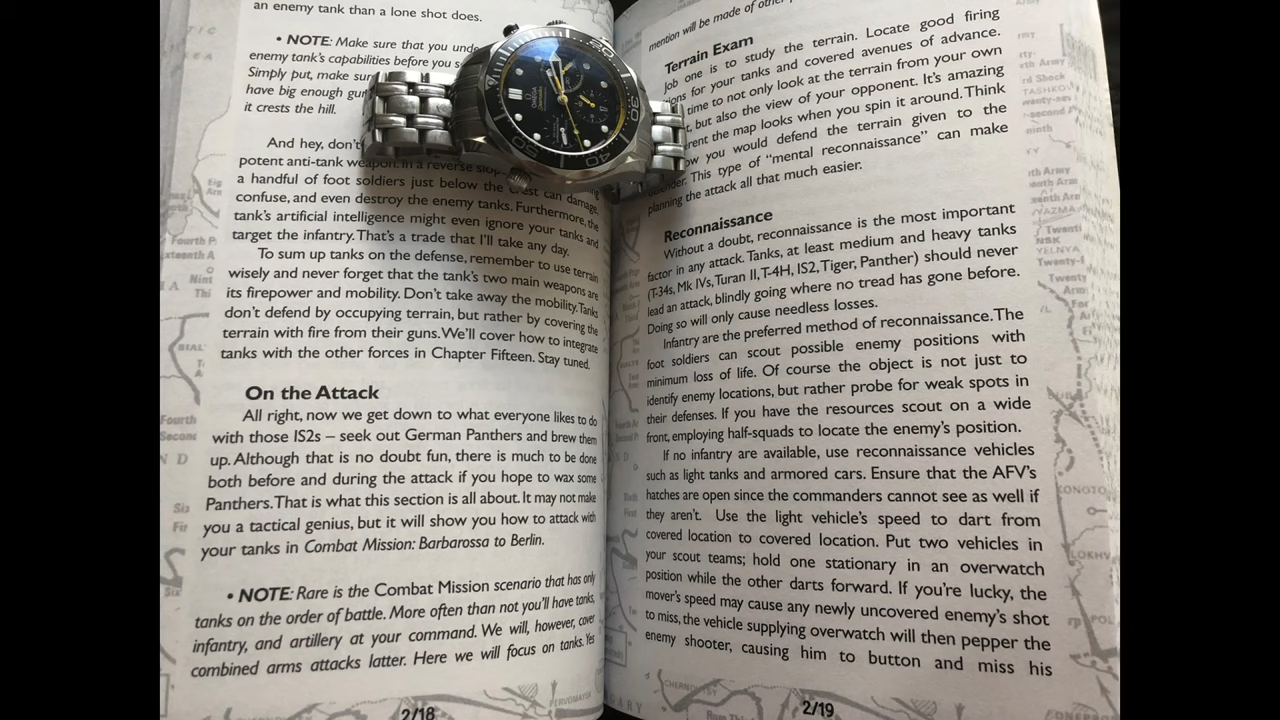 an enemy tank than a lone shot does.
• NOTE: Make sure that you unde
enemy tank's capabilities before you s
Simply put, make sur
have big enough gun
it crests the hill.
And hey, don't
potent anti-tank weapon. In a reverse slop
a handful of foot soldiers just below the crest can damage,
confuse, and even destroy the enemy tanks. Furthermore, the
tank's artificial intelligence might even ignore your tanks and
target the infantry. That's a trade that I'll take any day.
To sum up tanks on the defense, remember to use terrain
wisely and never forget that the tank's two main weapons are
its firepower and mobility. Don't take away the mobility. Tanks
don't defend by occupying terrain, but rather by covering the
terrain with fire from their guns. We'll cover how to integrate
tanks with the other forces in Chapter Fifteen. Stay tuned.
On the Attack
All right, now we get down to what everyone likes to do
with those IS2s – seek out German Panthers and brew them
up. Although that is no doubt fun, there is much to be done
both before and during the attack if you hope to wax some
Panthers. That is what this section is all about. It may not make
you a tactical genius, but it will show you how to attack with
your tanks in Combat Mission: Barbarossa to Berlin.
• NOTE: Rare is the Combat Mission scenario that has only
tanks on the order of battle. More often than not you'll have tanks,
infantry, and artillery at your command. We will, however, cover
combined arms attacks latter. Here we will focus on tanks. Yes
2/18
mention will be made of other
Terrain Exam
Job one is to study the terrain. Locate good firing
ions for your tanks and covered avenues of advance.
time to not only look at the terrain from your own
t, but also the view of your opponent. It's amazing
rent the map looks when you spin it around. Think
ow you would defend the terrain given to the
This type of "mental reconnaissance" can make
planning the attack all that much easier.
Reconnaissance
Without a doubt, reconnaissance is the most important
factor in any attack. Tanks, at least medium and heavy tanks
(T-34s, Mk IVs, Turan II, T-4H, IS2, Tiger, Panther) should never
lead an attack, blindly going where no tread has gone before.
Doing so will only cause needless losses.
Infantry are the preferred method of reconnaissance. The
foot soldiers can scout possible enemy positions with
minimum loss of life. Of course the object is not just to
identify enemy locations, but rather probe for weak spots in
their defenses. If you have the resources scout on a wide
front, employing half-squads to locate the enemy's position.
If no infantry are available, use reconnaissance vehicles
such as light tanks and armored cars. Ensure that the AFV's
hatches are open since the commanders cannot see as well if
they aren't. Use the light vehicle's speed to dart from
covered location to covered location. Put two vehicles in
your scout teams; hold one stationary in an overwatch
position while the other darts forward. If you're lucky, the
mover's speed may cause any newly uncovered enemy's shot
to miss, the vehicle supplying overwatch will then pepper the
enemy shooter, causing him to button and miss his
2/19
OMEGA
20
30
40
50